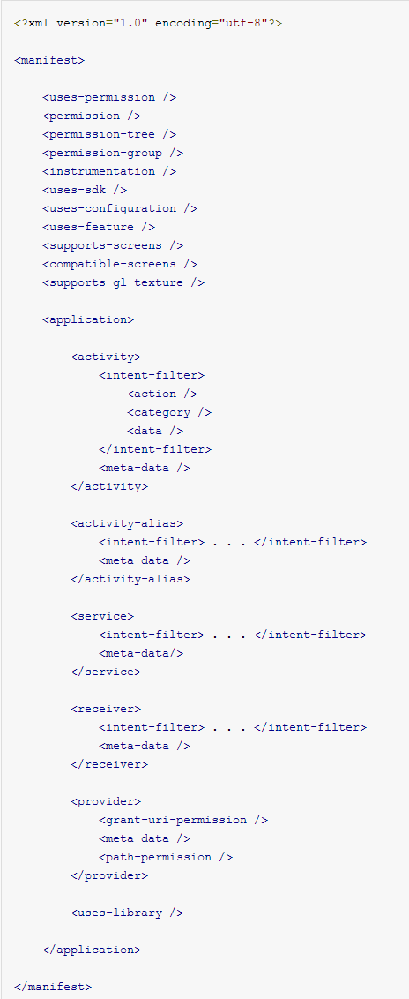 <?xml version="1.0" encoding="utf-8"?>
<manifest>
<uses-permission />
<permission />
<permission-tree />
<permission-group />
<instrumentation />
<uses-sdk />
<uses-configuration />
<uses-feature />
<supports-screens />
<compatible-screens />
<supports-gl-texture />
<application>
<activity>
<intent-filter>
<action />
<category />
<data />
</intent-filter>
<meta-data />
</activity>
<activity-alias>
<intent-filter> . . . </intent-filter>
<meta-data />
</activity-alias>
<service>
<intent-filter> . . . </intent-filter>
<meta-data/>
</service>
<receiver>
<intent-filter> . . . </intent-filter>
<meta-data />
</receiver>
<provider>
<grant-uri-permission />
<meta-data />
<path-permission />
</provider>
<uses-library />
</application>
</manifest>